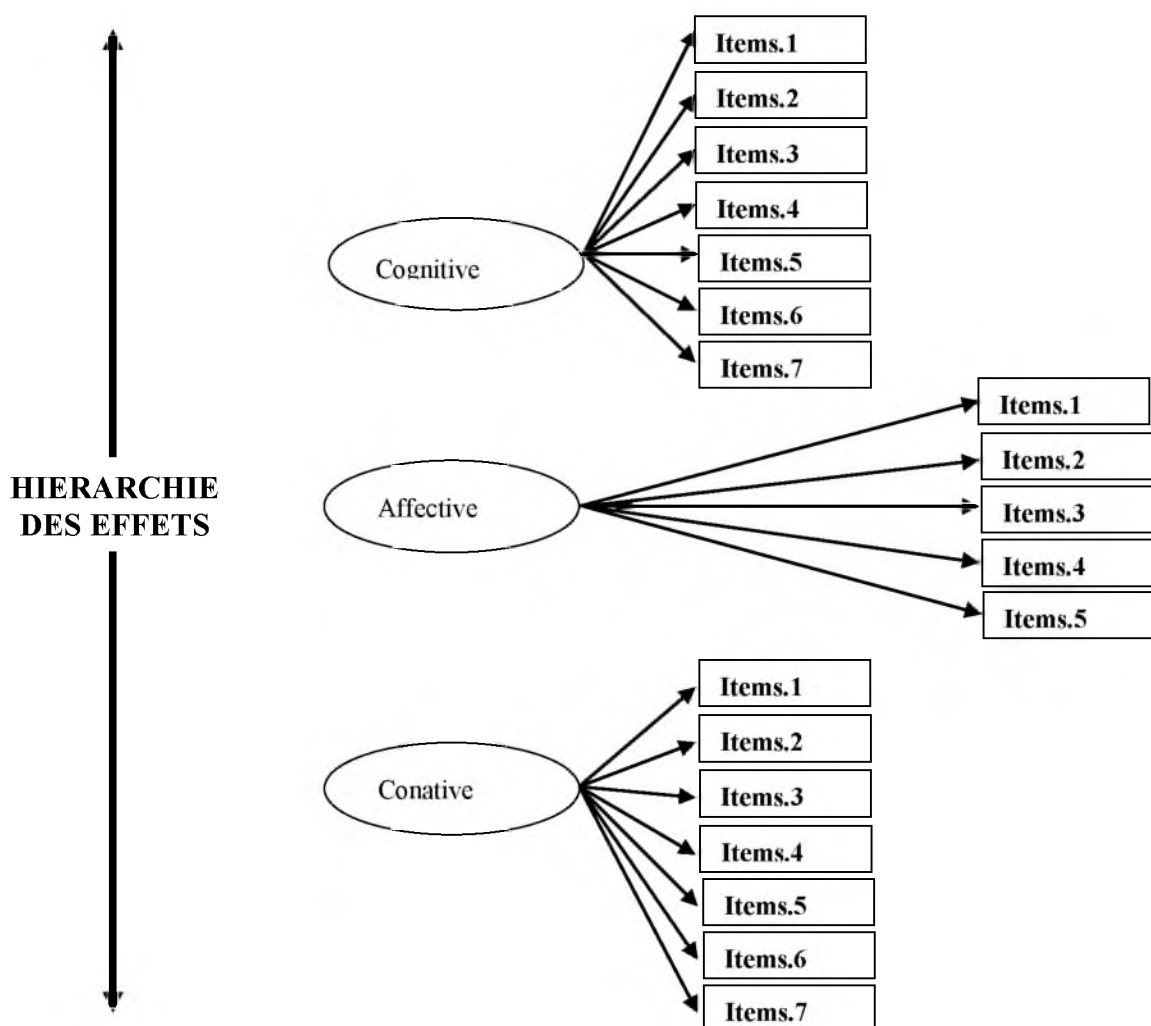 Items.1
Items.2
Items.3
Items.4
Cognitive
Items.5
Items.6
Items.7
HIERARCHIE
DES EFFETS
Items.1
Items.2
Affective
Items.3
Items.4
Items.5
Items.1
Items.2
Conative
Items.3
Items.4
Items.5
Items.6
Items.7